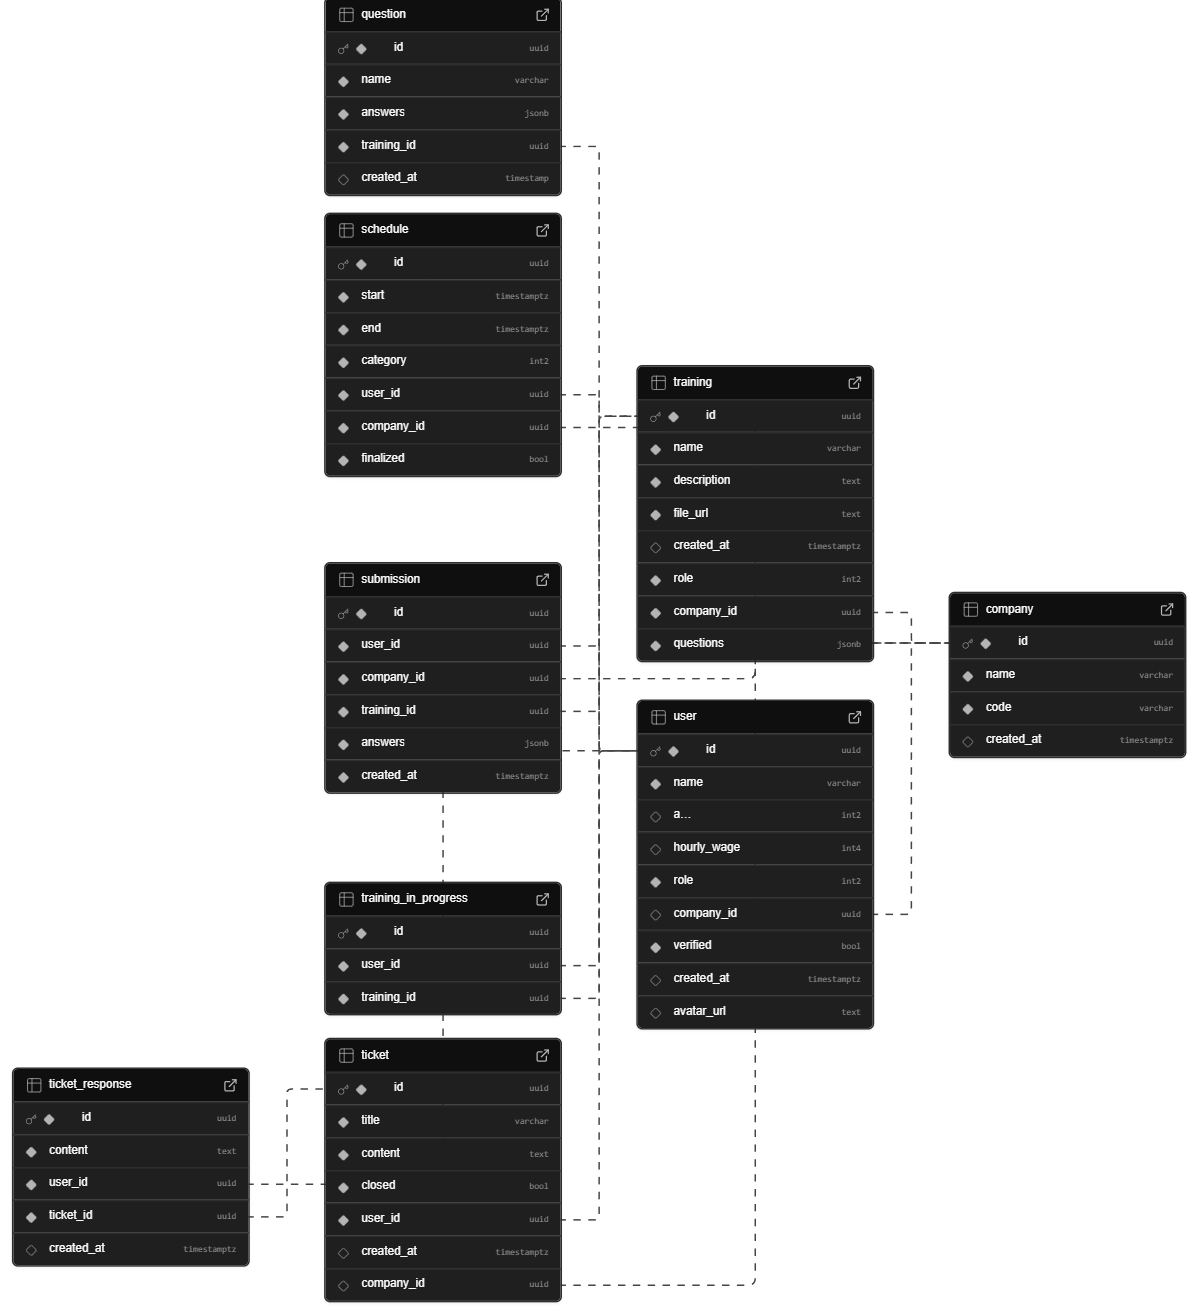 question
id uuid
name varchar
answers jsonb
training_id uuid
created_at timestamp
schedule
id uuid
start timestamptz
end timestamptz
category int2
user_id uuid
company_id uuid
finalized bool
training
id uuid
name varchar
description text
file_url text
created_at timestamptz
role int2
company_id uuid
questions jsonb
submission
id uuid
user_id uuid
company_id uuid
training_id uuid
answers jsonb
created_at timestamptz
company
id uuid
name varchar
code varchar
created_at timestamptz
user
id uuid
name varchar
a... int2
hourly_wage int4
role int2
company_id uuid
verified bool
created_at timestamptz
avatar_url text
training_in_progress
id uuid
user_id uuid
training_id uuid
ticket
id uuid
title varchar
content text
closed bool
user_id uuid
created_at timestamptz
company_id uuid
ticket_response
id uuid
content text
user_id uuid
ticket_id uuid
created_at timestamptz